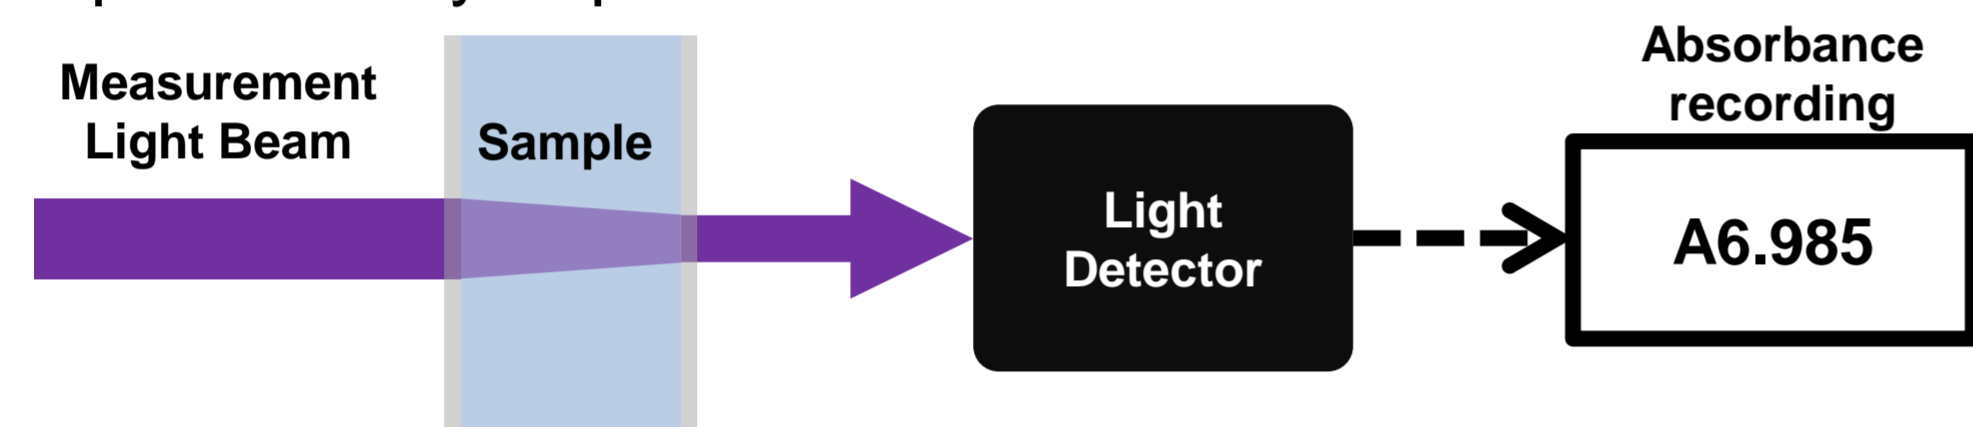 Measurement
Light Beam
Sample
Light
Detector
Absorbance
recording
A6.985